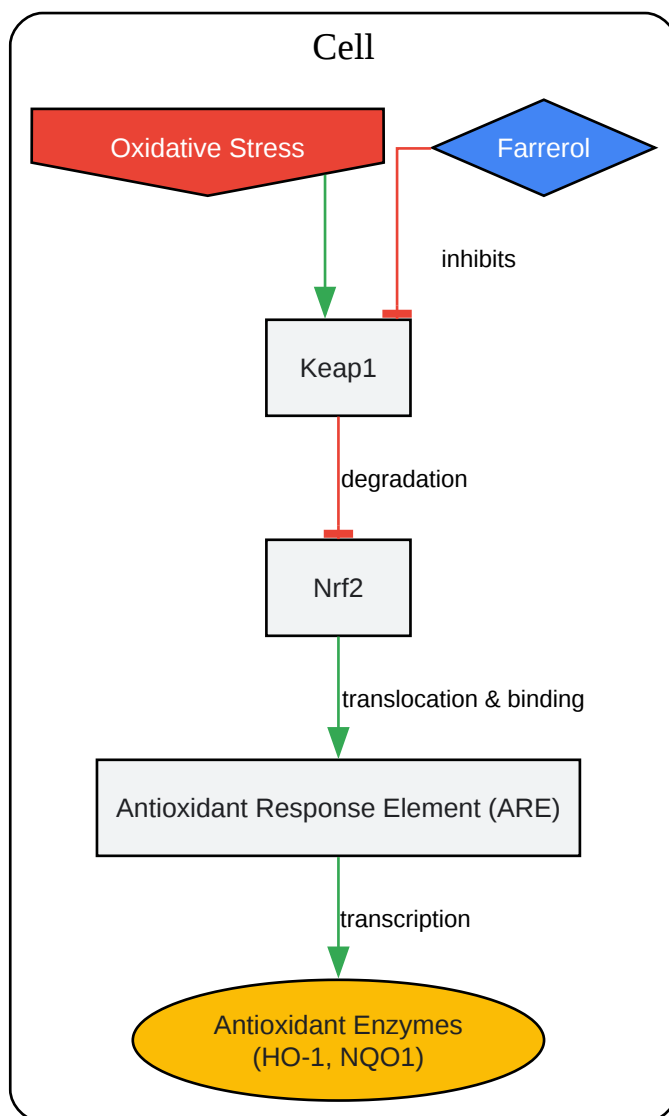 Cell
Oxidative Stress
Farrerol
inhibits
Keap1
degradation
Nrf2
translocation & binding
Antioxidant Response Element (ARE)
transcription
Antioxidant Enzymes
(HO-1, NQO1)